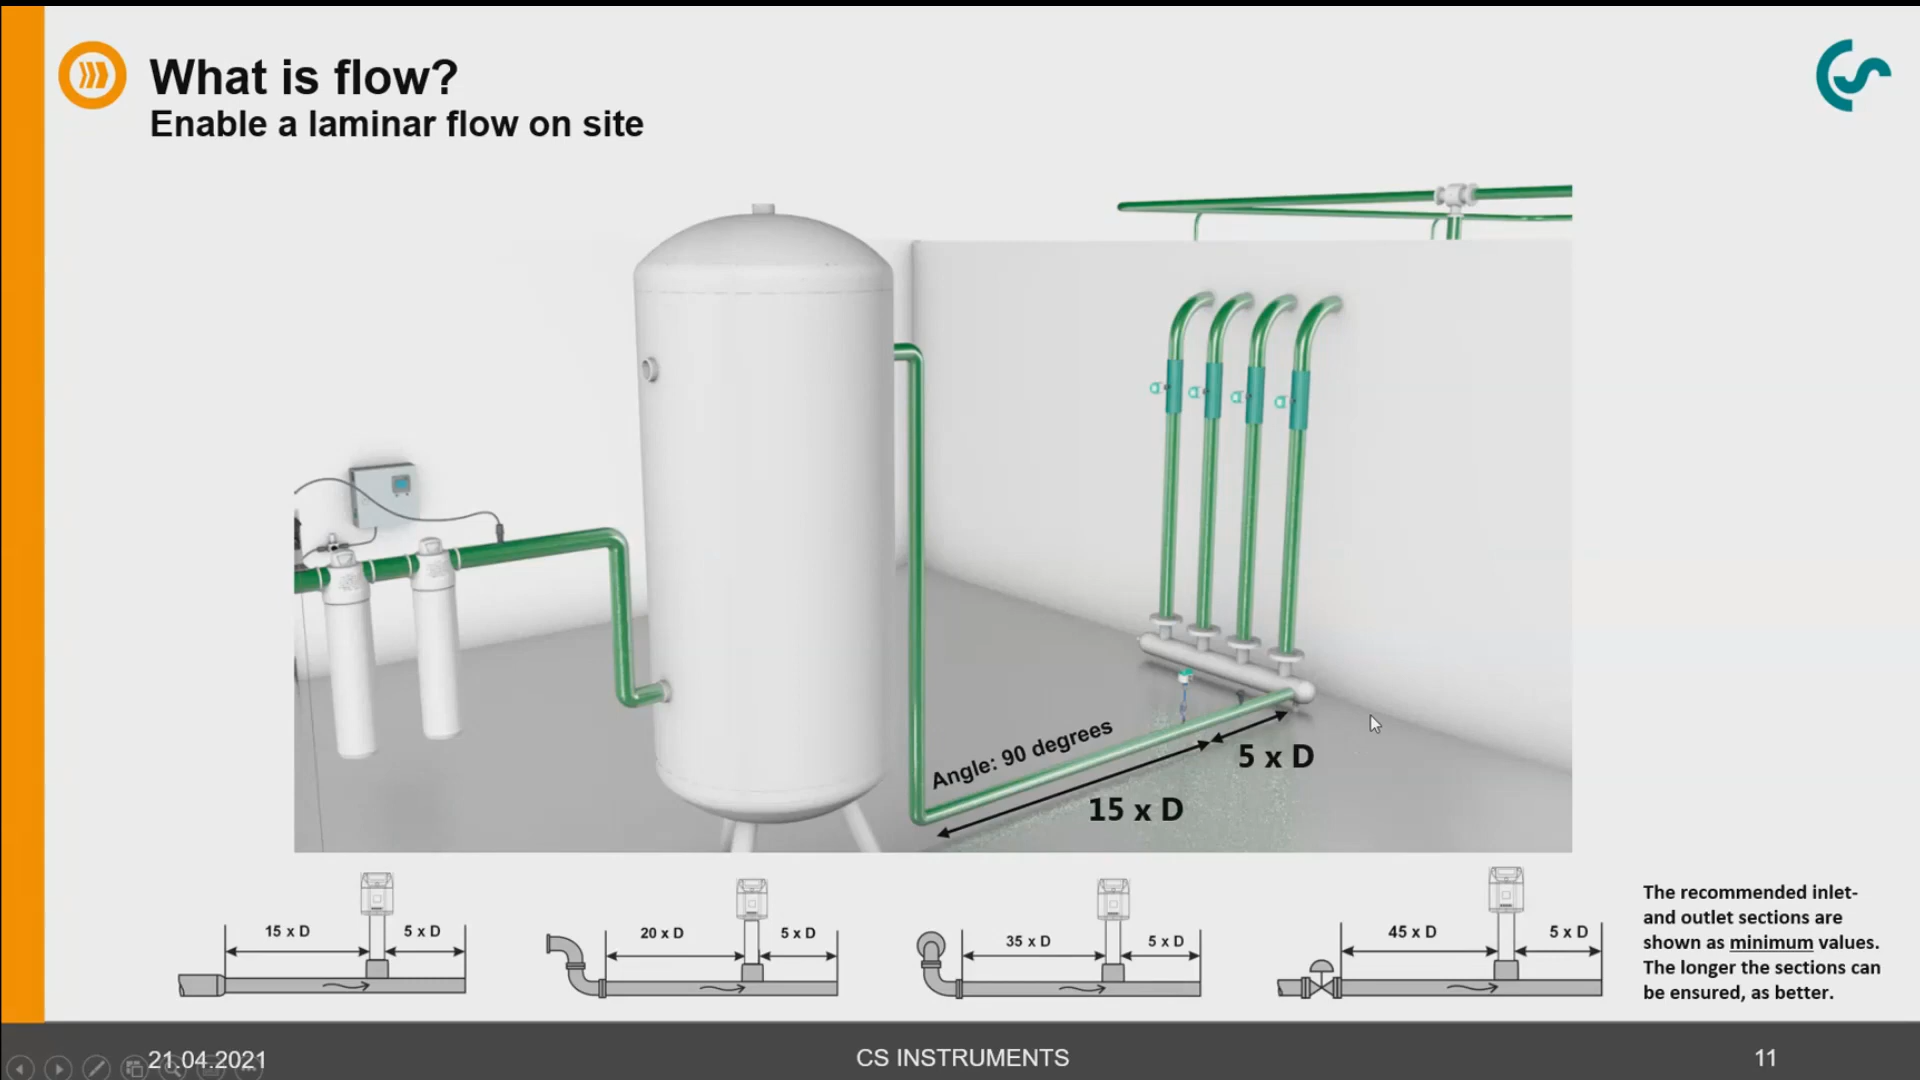 What is flow?
Enable a laminar flow on site
Angle: 90 degrees
15 x D
5 x D
15 x D
5 x D
20 x D
5 x D
35 x D
5 x D
45 x D
5 x D
The recommended inlet-
and outlet sections are
shown as minimum values.
The longer the sections can
be ensured, as better.
21.04.2021
CS INSTRUMENTS
11